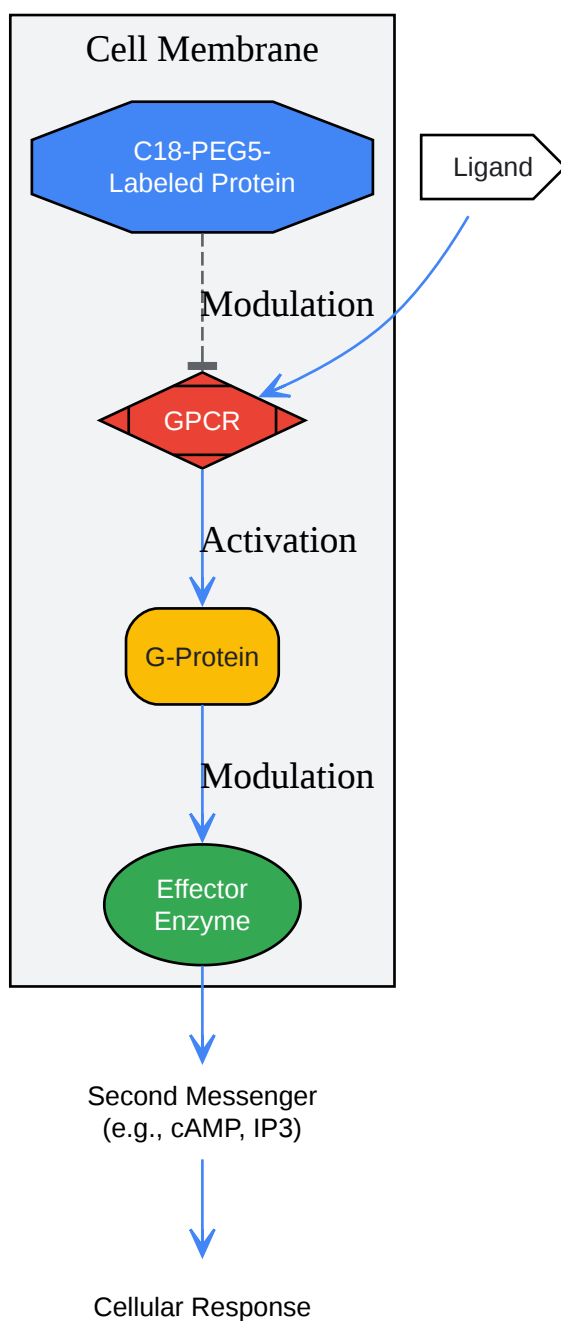 Cell Membrane
C18-PEG5-
Labeled Protein
Ligand
Modulation
GPCR
Activation
G-Protein
Modulation
Effector
Enzyme
Second Messenger
(e.g., cAMP, IP3)
Cellular Response